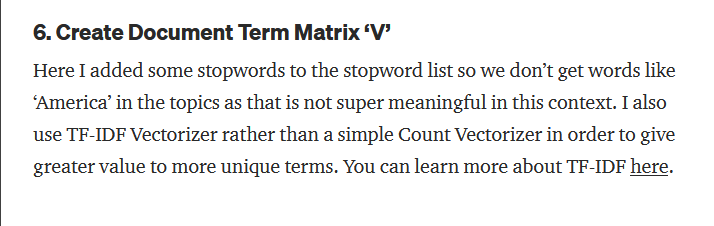 6. Create Document Term Matrix ‘V’
Here I added some stopwords to the stopword list so we don’t get words like
‘America’ in the topics as that is not super meaningful in this context. I also
use TF-IDF Vectorizer rather than a simple Count Vectorizer in order to give
greater value to more unique terms. You can learn more about TF-IDF here.